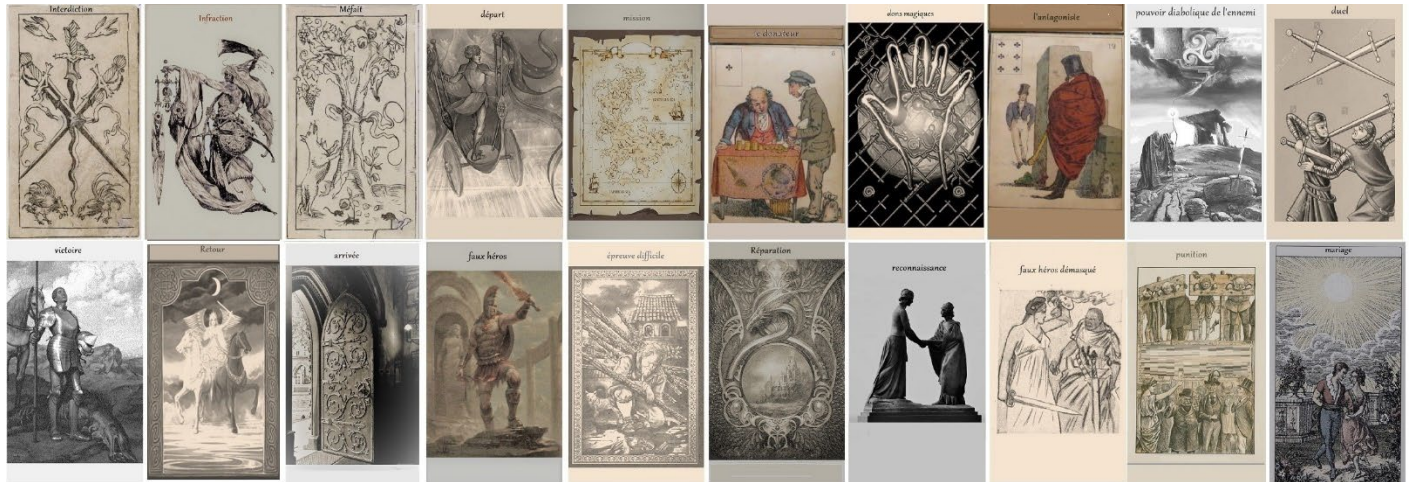 Interdiction
Infraction
Méfait
départ
mission
le donateur
dons magiques
l'antagoniste
pouvoir diabolique de l'ennemi
duel
victoire
Retour
arrivée
faux héros
épreuve difficile
Réparation
reconnaissance
faux héros démasqué
punition
mariage